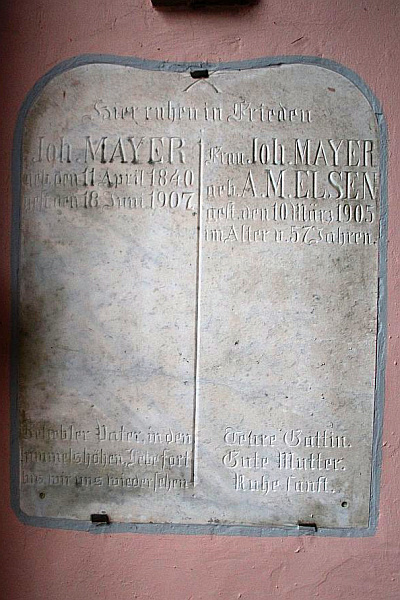 Hier ruhen in Frieden
Joh. MAYER
geb. den 11 April 1840
gest. den 18 Juni 1907.
Frau Joh. MAYER
geb. A.M. ELSEN
gest. den 10 März 1905
im Alter v. 57 Jahren.
Geliebter Vater, in den
Himmelshöhen, Lebe fort
bis wir uns wiedersehen
Teure Gattin.
Gute Mutter.
Ruhe sanft.